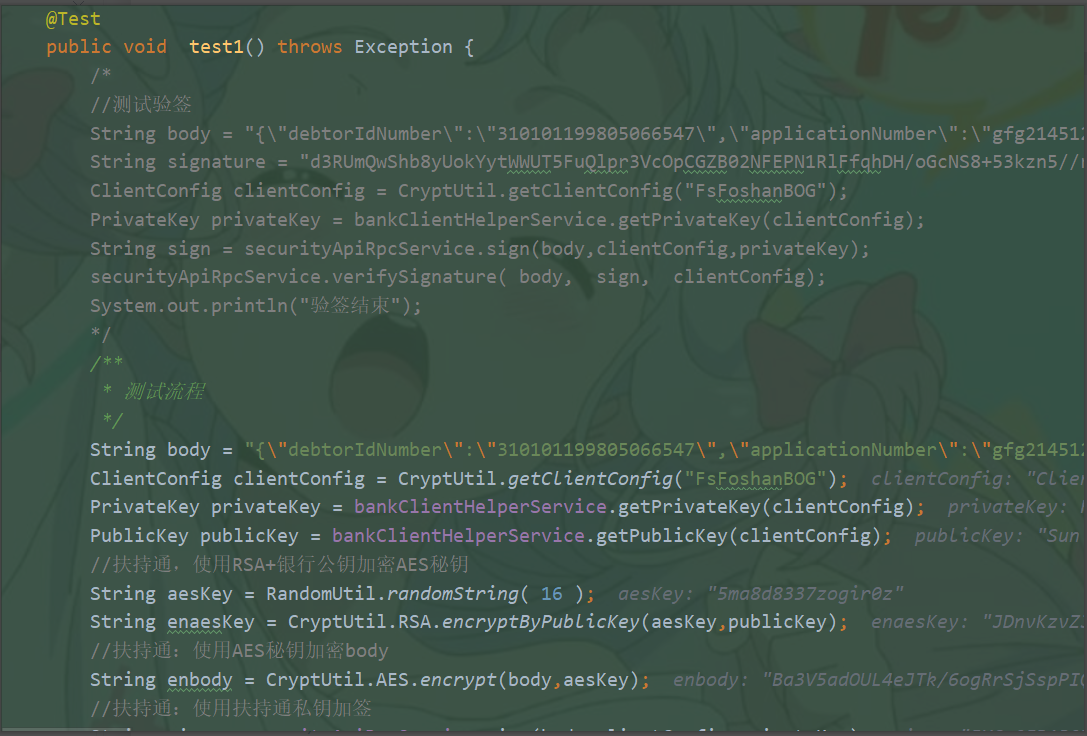 @Test
public void test1() throws Exception {
/*
//测试验签
String body = "{\"debtorIdNumber\":\"310101199805066547\",\"applicationNumber\":\"gfg214512
String signature = "d3RUmQwShb8yUokYytWWUT5FuQlpr3VcOpCGZB02NFEPN1RlFfqhDH/oGcNS8+53kzn5//
ClientConfig clientConfig = CryptUtil.getClientConfig("FsFoshanBOG");
PrivateKey privateKey = bankClientHelperService.getPrivateKey(clientConfig);
String sign = securityApiRpcService.sign(body,clientConfig,privateKey);
securityApiRpcService.verifySignature( body, sign, clientConfig);
System.out.println("验签结束");
*/
/**
* 测试流程
*/
String body = "{\"debtorIdNumber\":\"310101199805066547\",\"applicationNumber\":\"gfg214512
ClientConfig clientConfig = CryptUtil.getClientConfig("FsFoshanBOG"); clientConfig: "Clien
PrivateKey privateKey = bankClientHelperService.getPrivateKey(clientConfig); privateKey:
PublicKey publicKey = bankClientHelperService.getPublicKey(clientConfig); publicKey: "Sun
//扶持通，使用RSA+银行公钥加密AES秘钥
String aesKey = RandomUtil.randomString( 16 ); aesKey: "5ma8d8337zogir0z"
String enaesKey = CryptUtil.RSA.encryptByPublicKey(aesKey,publicKey); enaesKey: "JDnvKzvZ
//扶持通：使用AES秘钥加密body
String enbody = CryptUtil.AES.encrypt(body,aesKey); enbody: "Ba3V5adOUL4eJTk/6ogRrSjSspPI
//扶持通：使用扶持通私钥加签